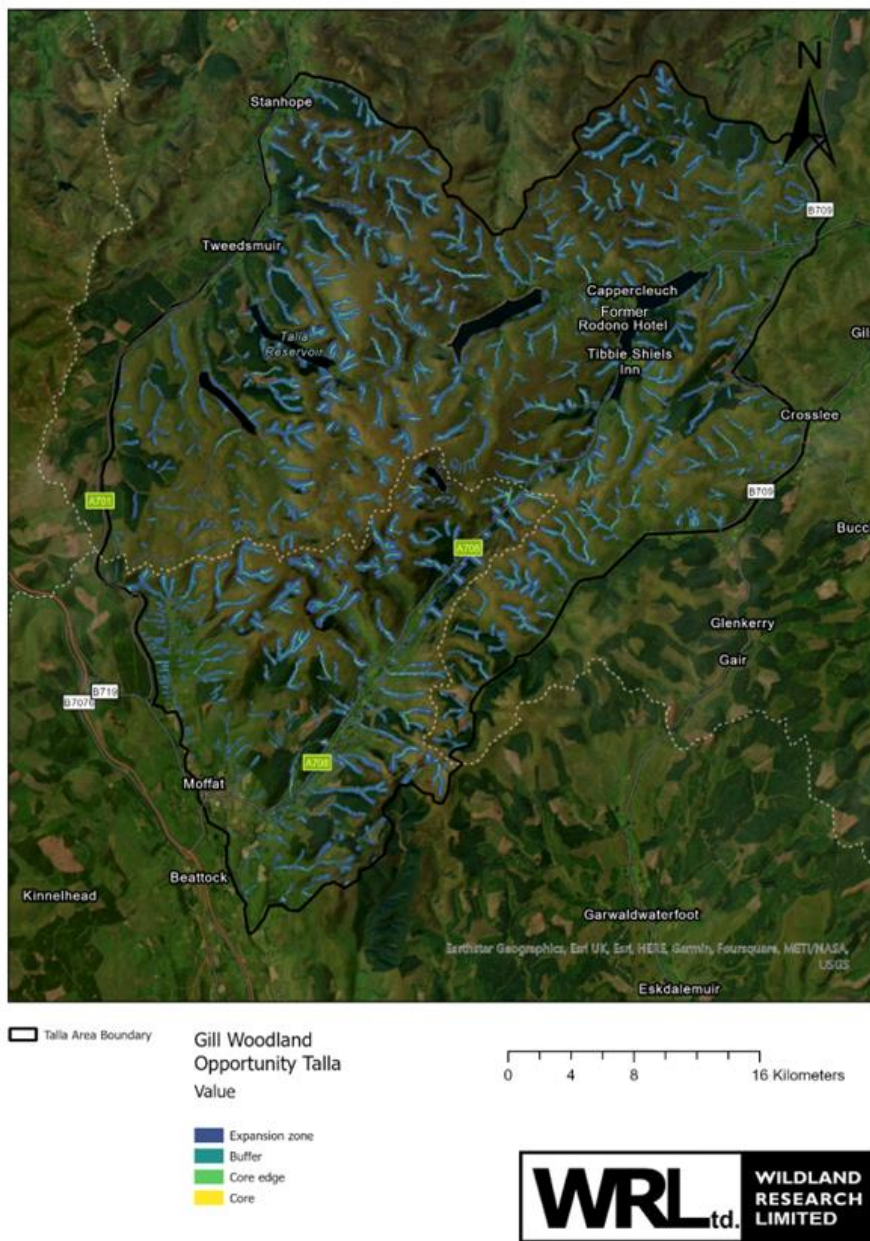 N
Stanhope
B709
Tweedsmuir
Cappercleuch
Former
Rodono Hotel
Talla
Reservoir
Tibbie Shiels
Inn
Gil
Crosslee
A701
B709
Bucc
A708
Glenkerry
Gair
B719
B7076
A708
Moffat
Beattock
Kinnelhead
Garwaldwaterfoot
Earthstar Geographics, Esri UK, Esri, HERE, Garmin, Foursquare, METI/NASA,
USGS
Eskdalemuir
Talla Area Boundary
Gill Woodland
Opportunity Talla
Value
0 4 8 16 Kilometers
Expansion zone
Buffer
Core edge
Core
WRLtd.
WILDLAND
RESEARCH
LIMITED